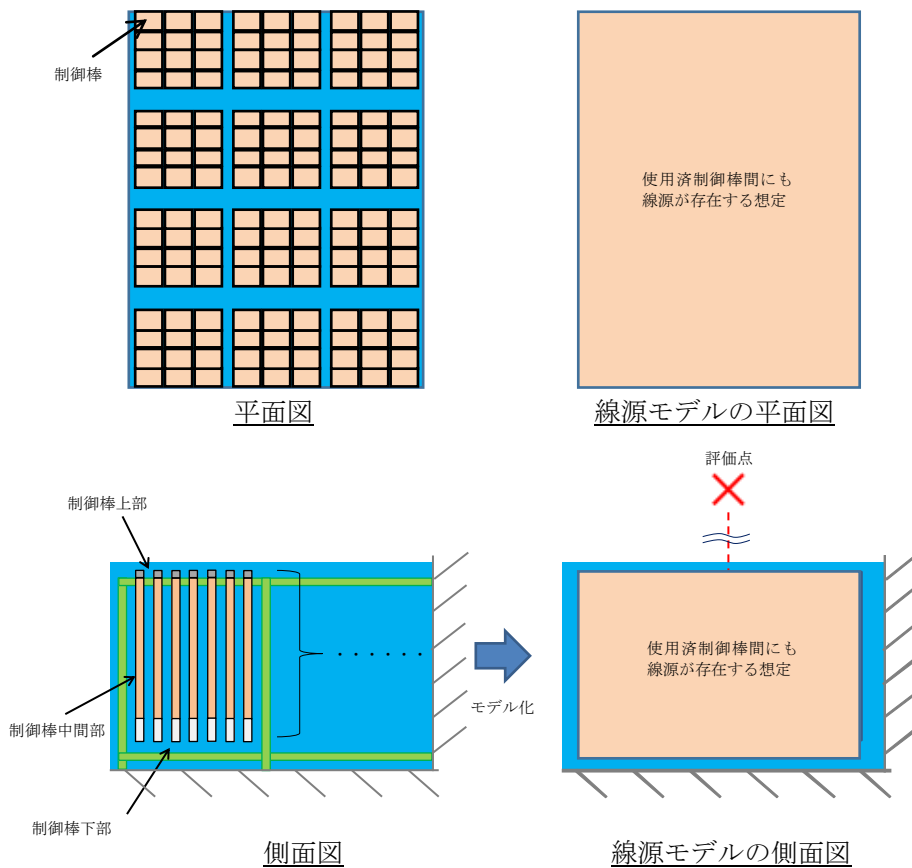 制御棒
使用済制御棒間にも
線源が存在する想定
平面図
線源モデルの平面図
評価点
制御棒上部
使用済制御棒間にも
線源が存在する想定
・・・・・・
モデル化
制御棒中間部
制御棒下部
側面図
線源モデルの側面図